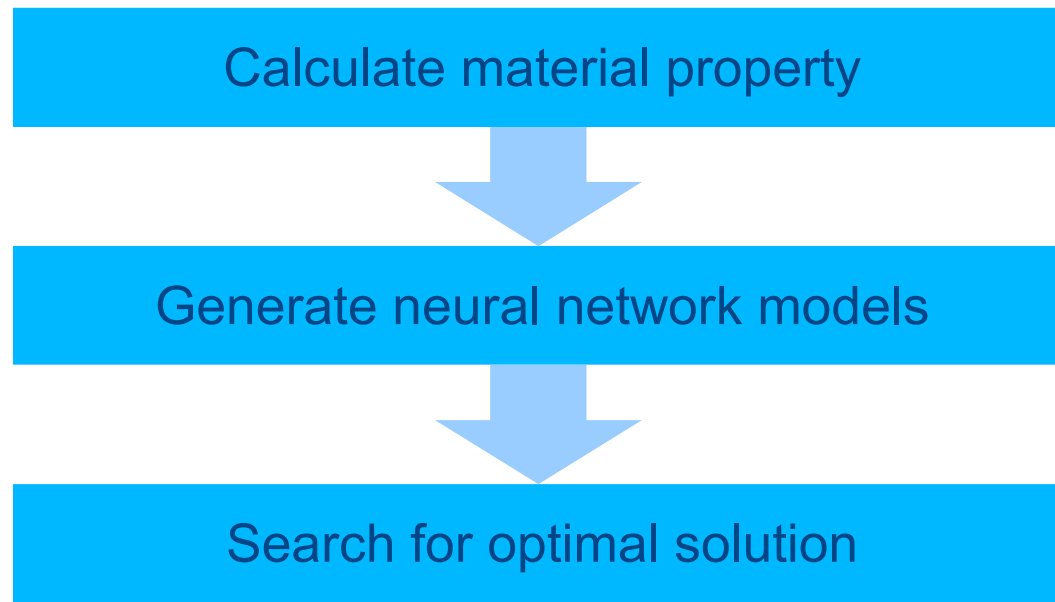 Calculate material property
Generate neural network models
Search for optimal solution